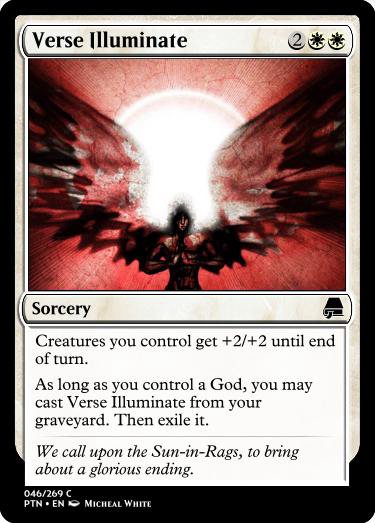 Verse Illuminate 2
Sorcery
Creatures you control get +2/+2 until end
of turn.
As long as you control a God, you may
cast Verse Illuminate from your
graveyard. Then exile it.
We call upon the Sun-in-Rags, to bring
about a glorious ending.
046/269 C
PTN • EN Micheal White